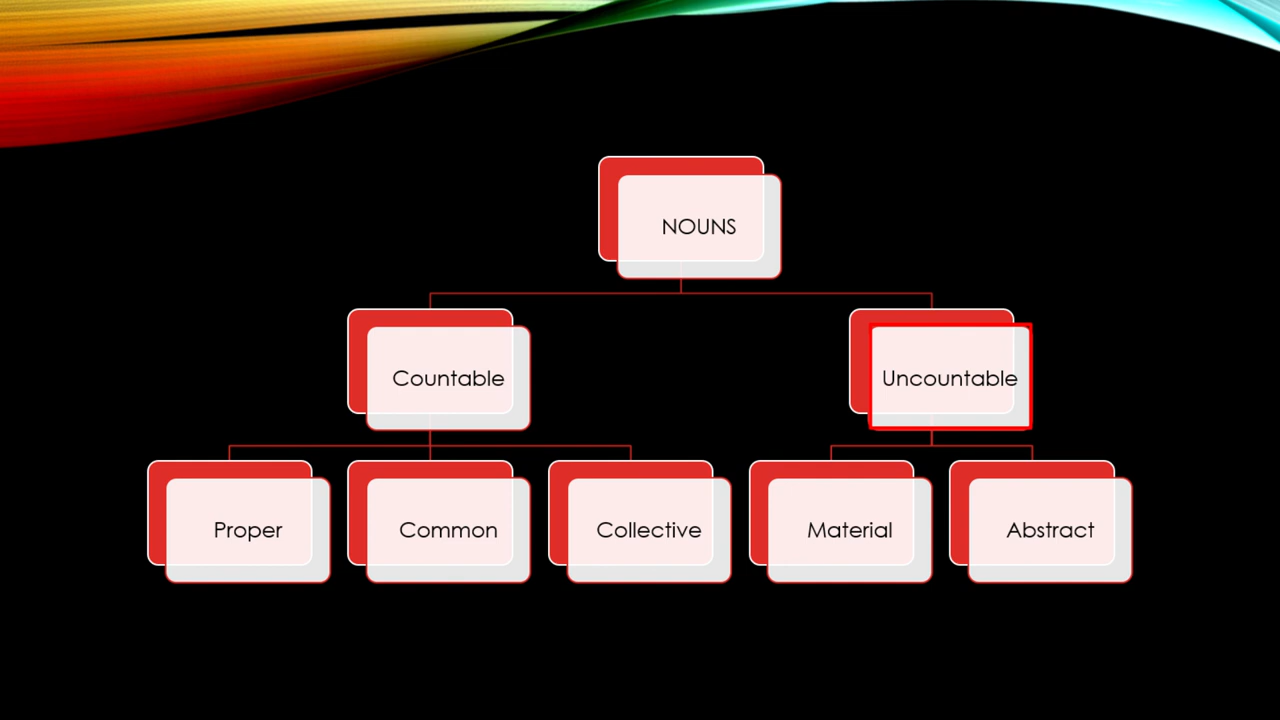 NOUNS
Countable
Uncountable
Proper
Common
Collective
Material
Abstract